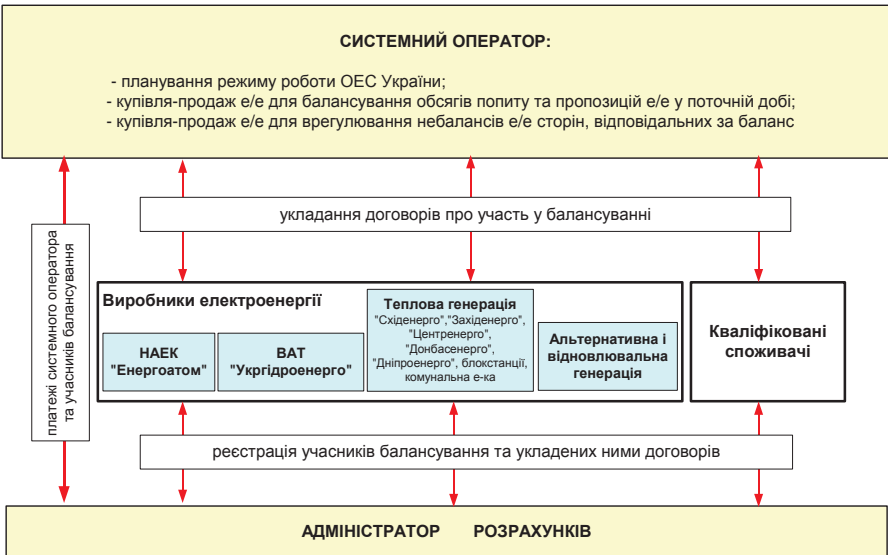 СИСТЕМНИЙ ОПЕРАТОР:
- планування режиму роботи ОЕС України;
- купівля-продаж е/е для балансування обсягів попиту та пропозицій е/е у поточній добі;
- купівля-продаж е/е для врегулювання небалансів е/е сторін, відповідальних за баланс
платежі системного оператора
та учасників балансування
укладання договорів про участь у балансуванні
Виробники електроенергії
НАЕК
"Енергоатом"
ВАТ
"Укргідроенерго"
Теплова генерація
"Східенерго","Західенерго",
"Центренерго",
"Донбасенерго",
"Дніпроенерго", блокстанції,
комунальна е-ка
Альтернативна і
відновлювальна
генерація
Кваліфіковані
споживачі
реєстрація учасників балансування та укладених ними договорів
АДМІНІСТРАТОР РОЗРАХУНКІВ